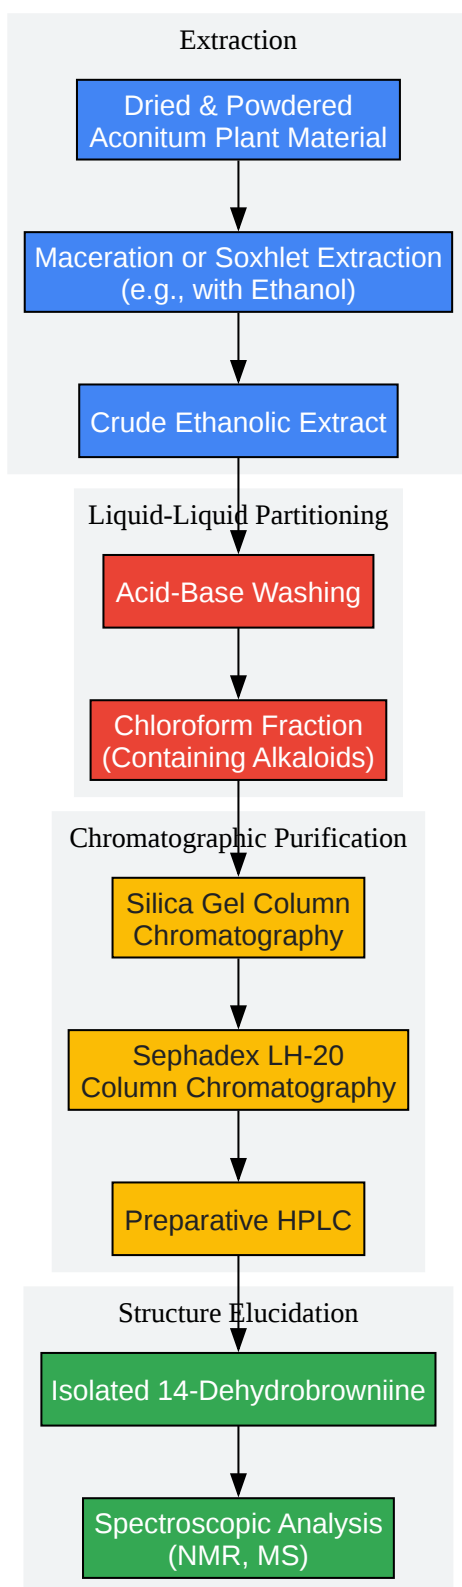 Extraction
Dried & Powdered
Aconitum Plant Material
Maceration or Soxhlet Extraction
(e.g., with Ethanol)
Crude Ethanolic Extract
Liquid-Liquid Partitioning
Acid-Base Washing
Chloroform Fraction
(Containing Alkaloids)
Chromatographic Purification
Silica Gel Column
Chromatography
Sephadex LH-20
Column Chromatography
Preparative HPLC
Structure Elucidation
Isolated 14-Dehydrobrowniine
Spectroscopic Analysis
(NMR, MS)